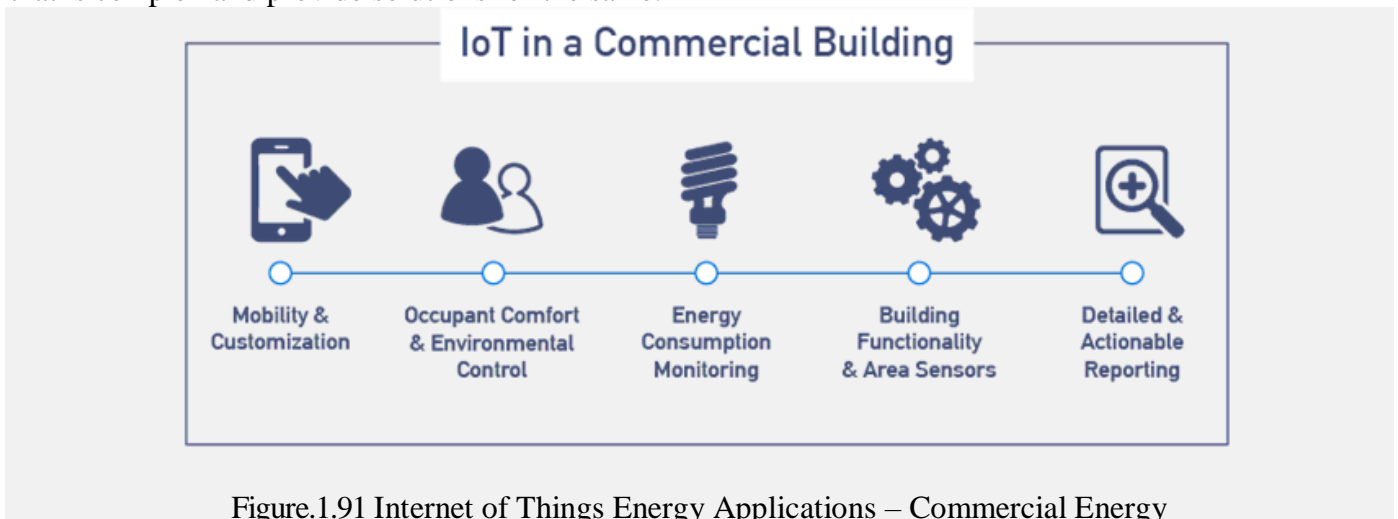 IoT in a Commercial Building
Mobility &
Customization
Occupant Comfort
& Environmental
Control
Energy
Consumption
Monitoring
Building
Functionality
& Area Sensors
Detailed &
Actionable
Reporting
Figure.1.91 Internet of Things Energy Applications – Commercial Energy